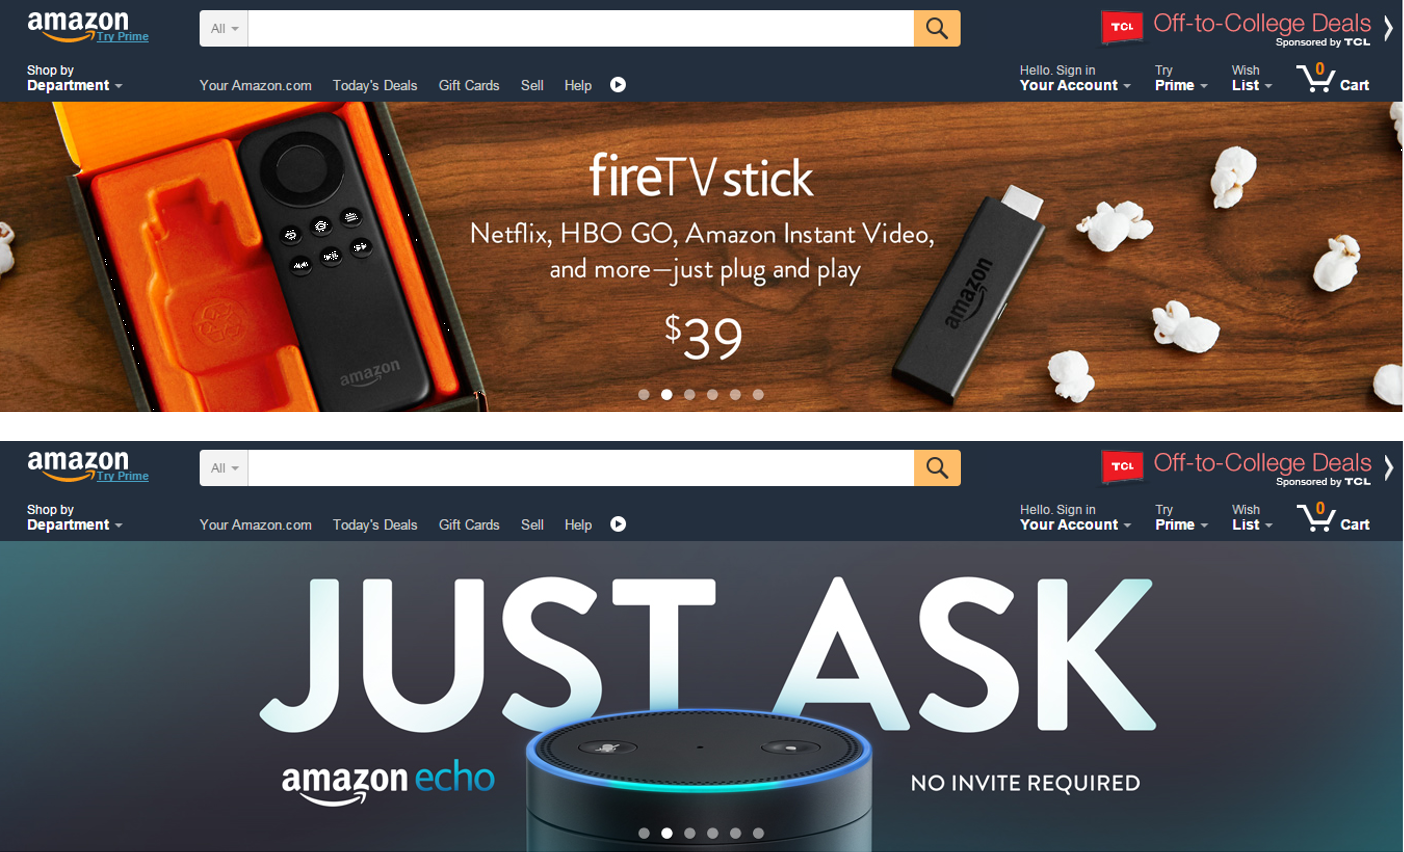 amazon
Try Prime
All
TCL
Off-to-College Deals
Sponsored by TCL
Shop by
Department
Your Amazon.com
Today's Deals
Gift Cards
Sell
Help
Hello. Sign in
Your Account
Try
Prime
Wish
List
0
Cart
fireTVstick
Netflix, HBO GO, Amazon Instant Video,
and more—just plug and play
$39
amazon
amazon
amazon
Try Prime
All
TCL
Off-to-College Deals
Sponsored by TCL
Shop by
Department
Your Amazon.com
Today's Deals
Gift Cards
Sell
Help
Hello. Sign in
Your Account
Try
Prime
Wish
List
0
Cart
JUST ASK
amazon echo
NO INVITE REQUIRED